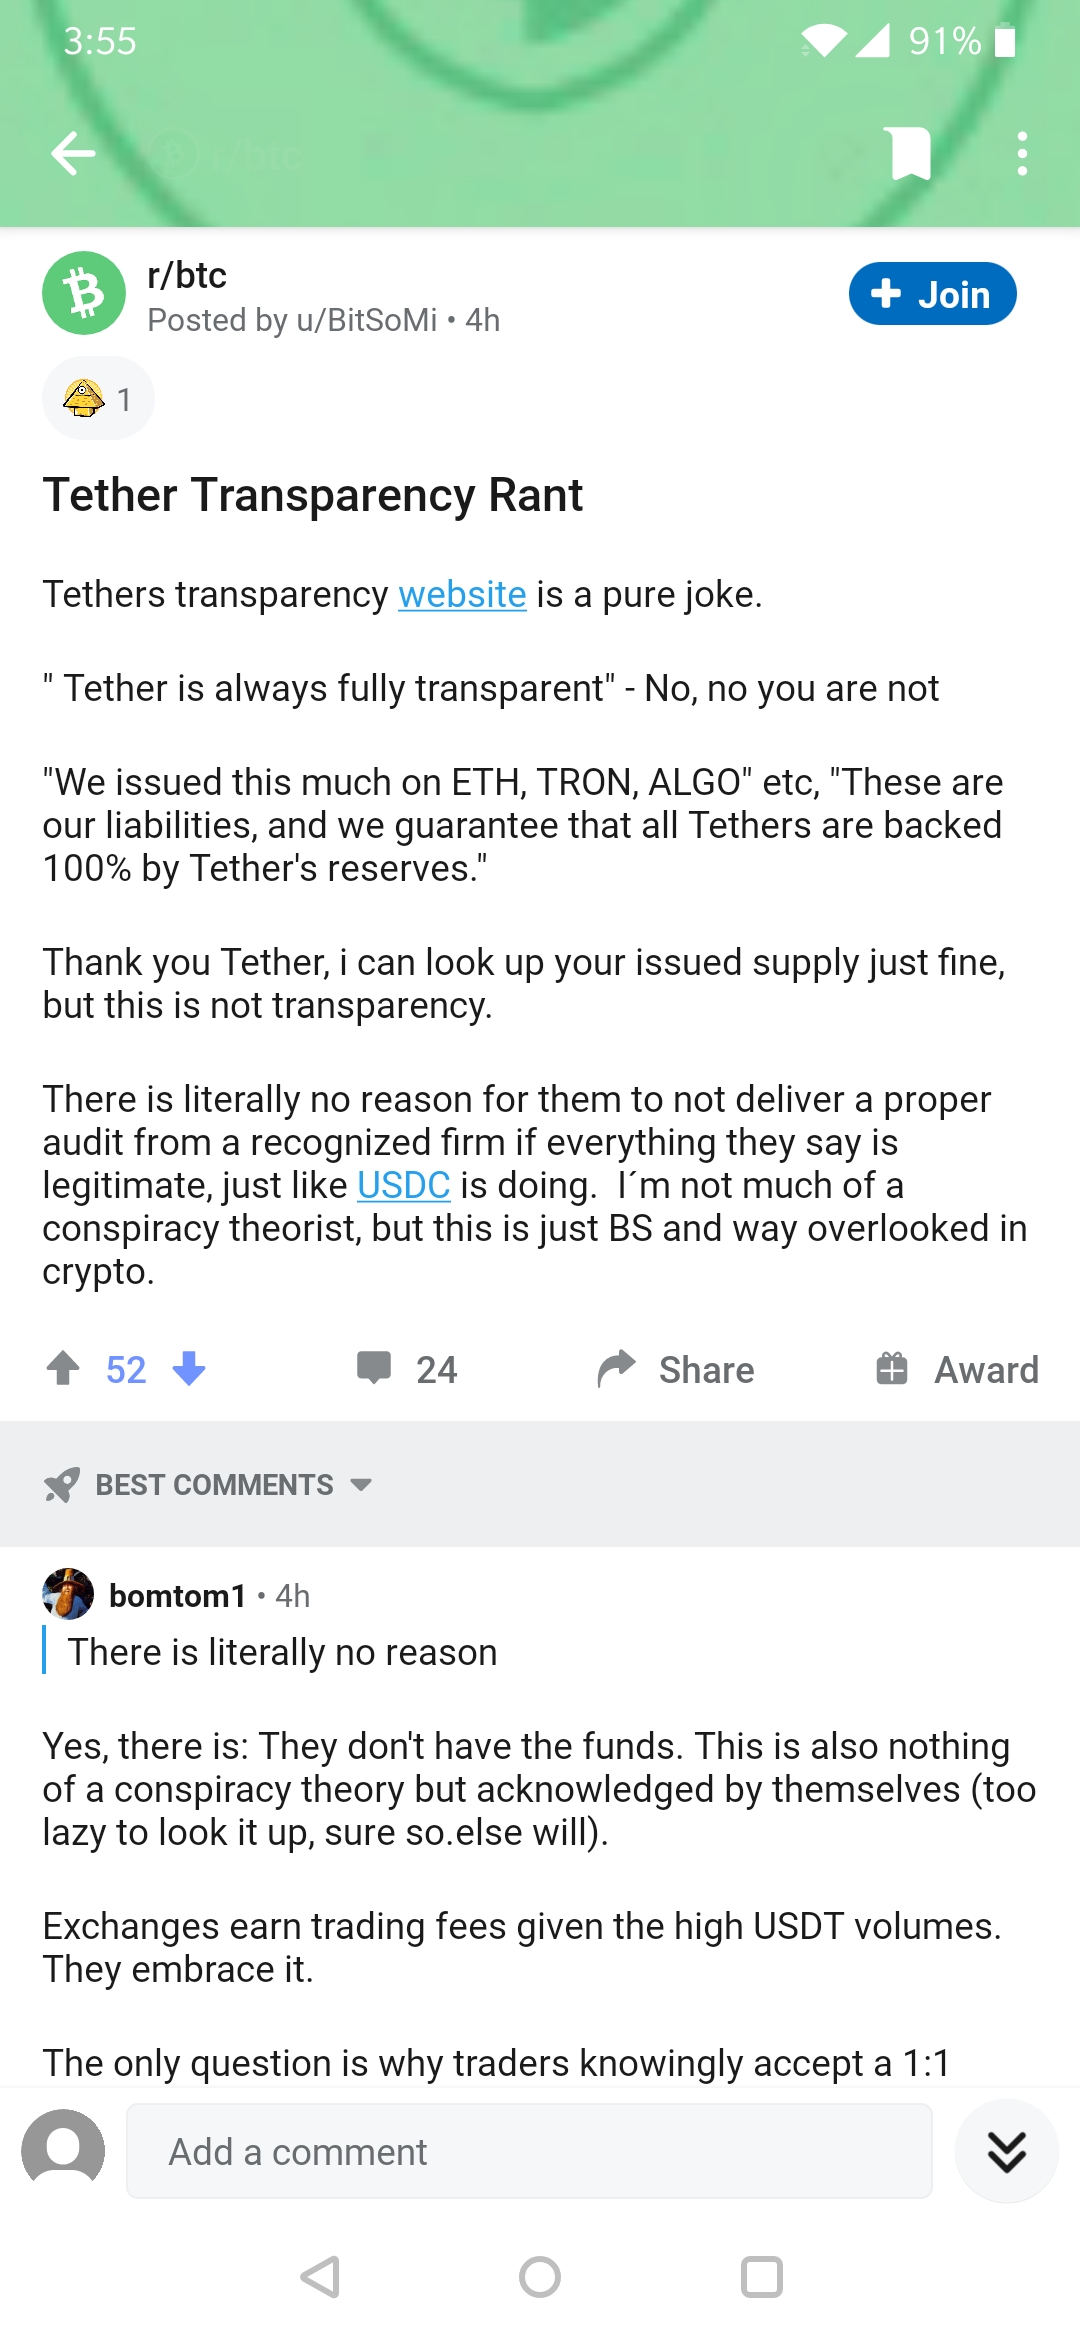 3:55
91%
r/btc
r/btc
Posted by u/BitSoMi • 4h
+ Join
1
Tether Transparency Rant
Tethers transparency website is a pure joke.
" Tether is always fully transparent" - No, no you are not
"We issued this much on ETH, TRON, ALGO" etc, "These are
our liabilities, and we guarantee that all Tethers are backed
100% by Tether's reserves."
Thank you Tether, i can look up your issued supply just fine,
but this is not transparency.
There is literally no reason for them to not deliver a proper
audit from a recognized firm if everything they say is
legitimate, just like USDC is doing.  I´m not much of a
conspiracy theorist, but this is just BS and way overlooked in
crypto.
52
24
Share
Award
BEST COMMENTS
bomtom1 • 4h
There is literally no reason
Yes, there is: They don't have the funds. This is also nothing
of a conspiracy theory but acknowledged by themselves (too
lazy to look it up, sure so.else will).
Exchanges earn trading fees given the high USDT volumes.
They embrace it.
The only question is why traders knowingly accept a 1:1
Add a comment